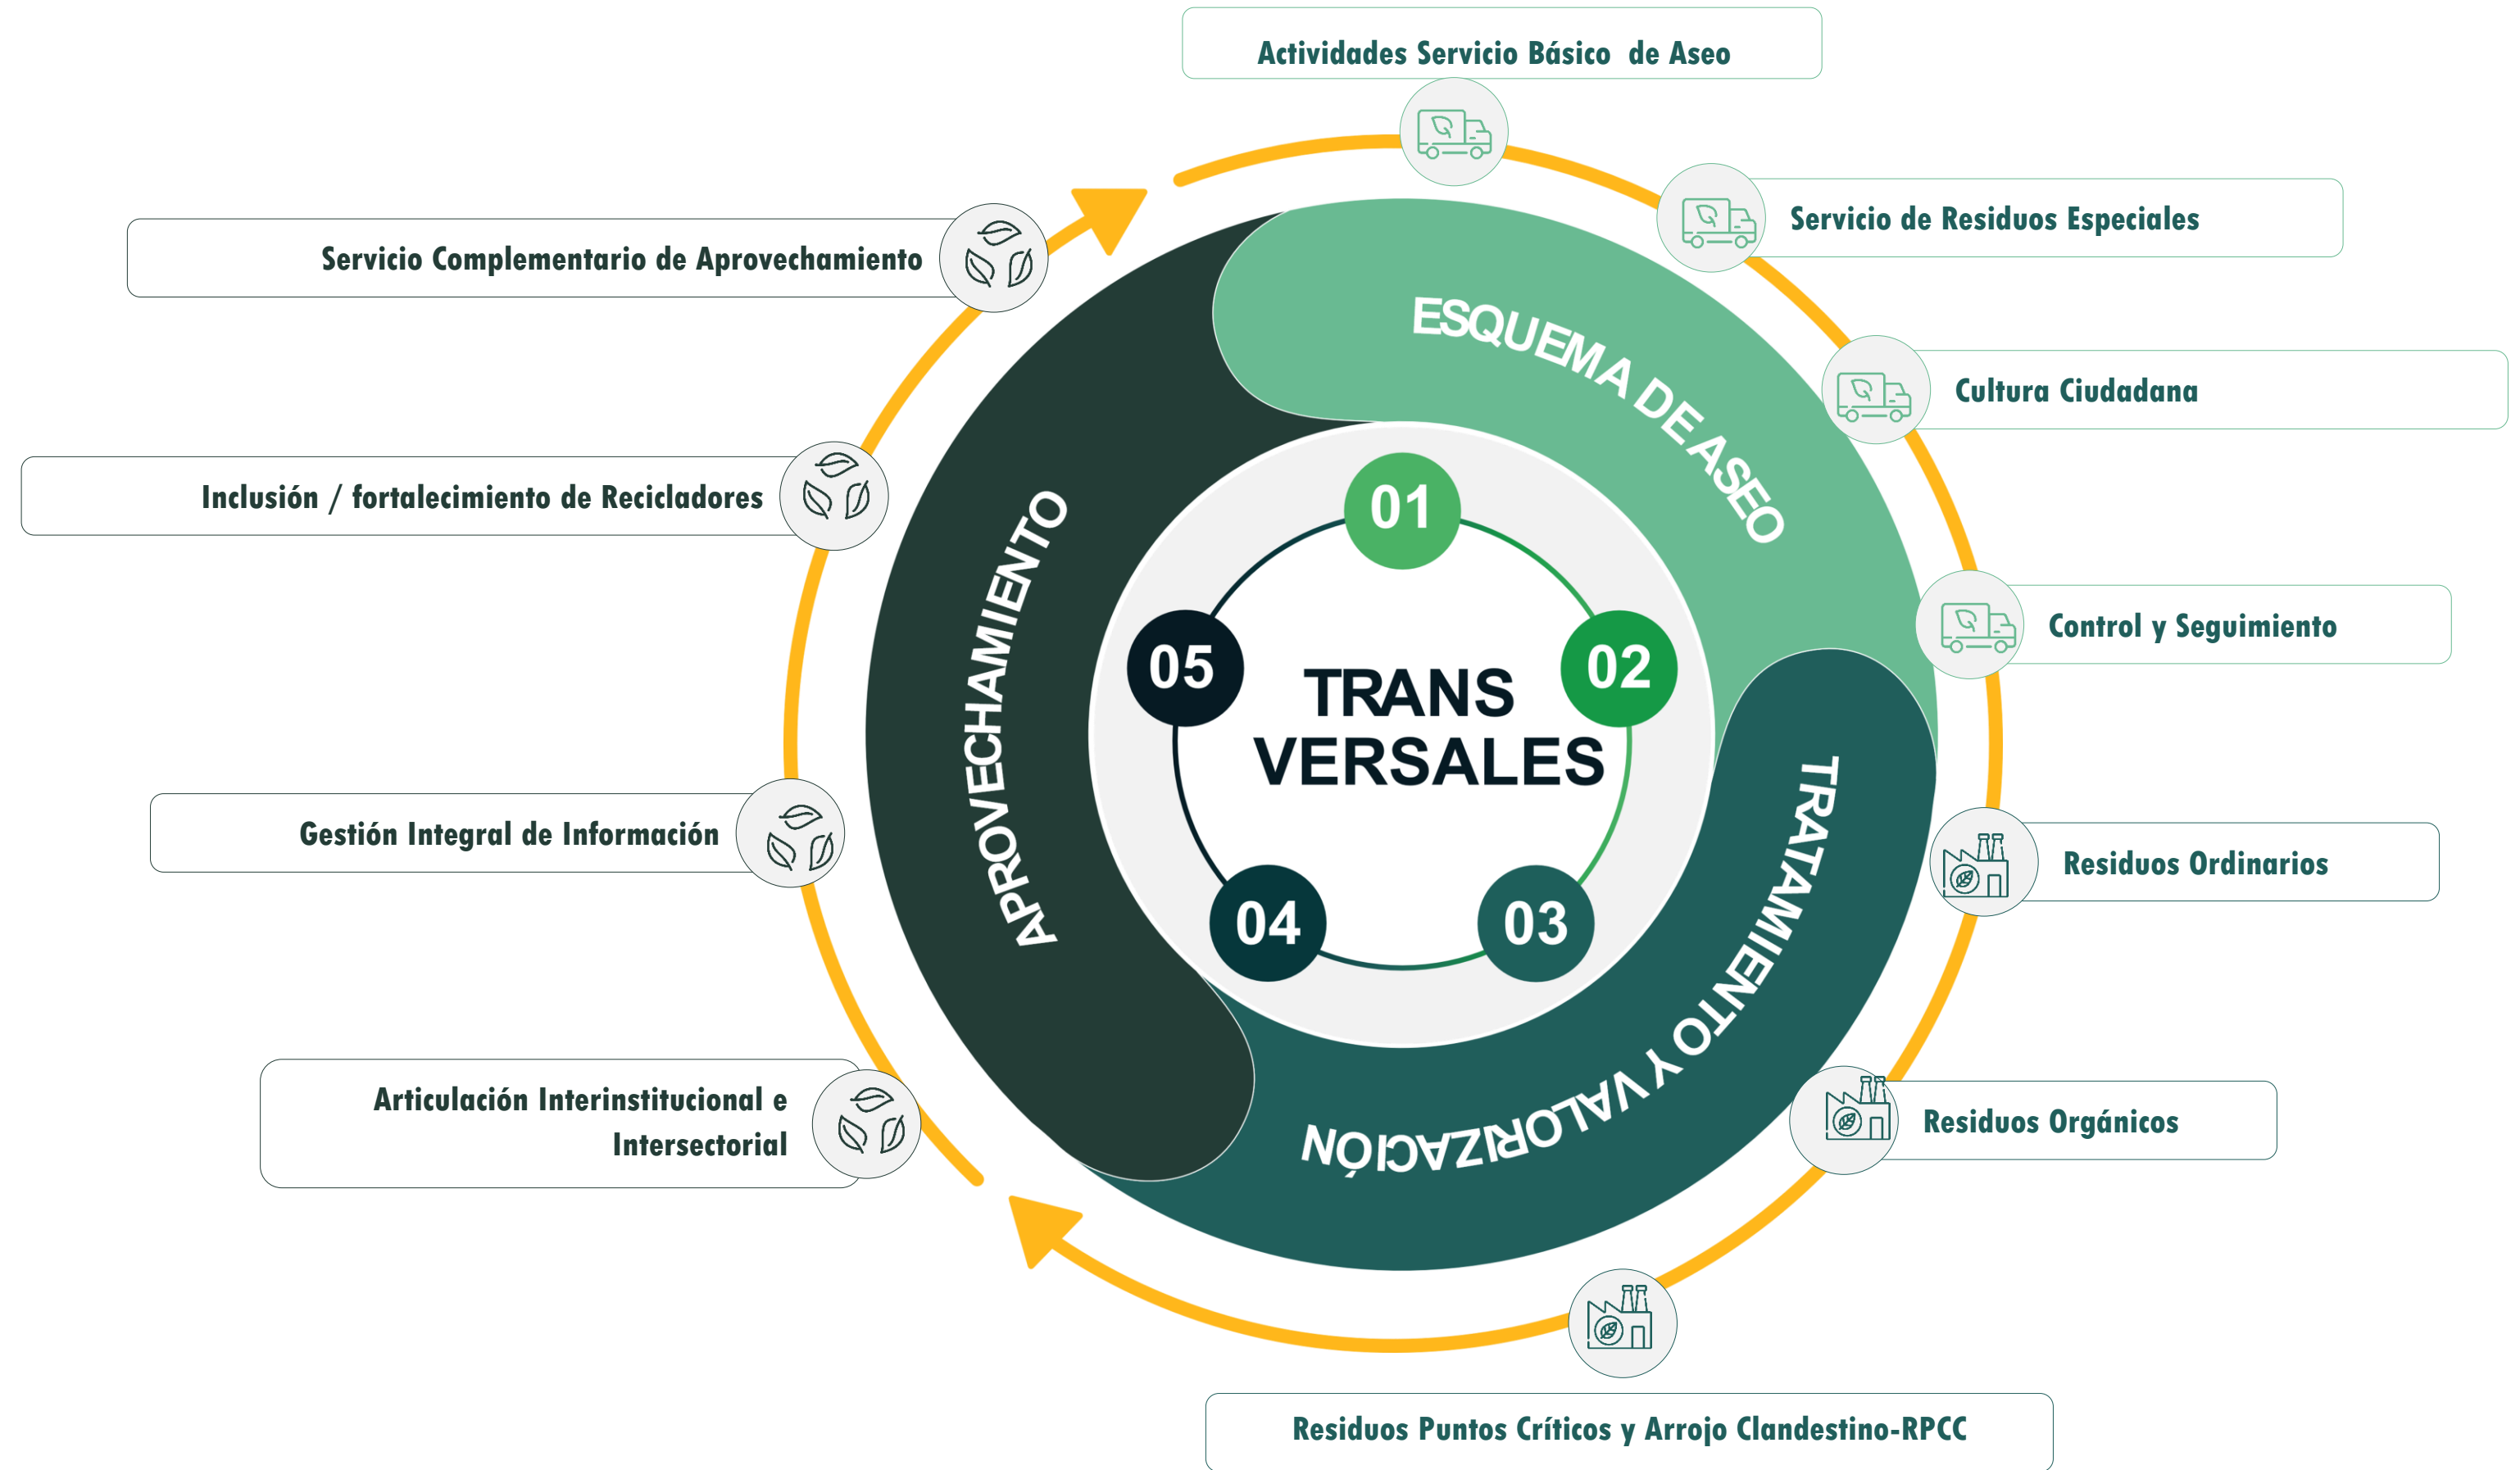 Actividades Servicio Básico de Aseo
Servicio de Residuos Especiales
Servicio Complementario de Aprovechamiento
ESQUEMA DE ASEO
Cultura Ciudadana
Inclusión / fortalecimiento de Recicladores
APROVECHAMIENTO
01
02
03
04
05
TRANS
VERSALES
Control y Seguimiento
TRATAMIENTO Y VALORIZACIÓN
Gestión Integral de Información
Residuos Ordinarios
Articulación Interinstitucional e
Intersectorial
Residuos Orgánicos
Residuos Puntos Críticos y Arrojo Clandestino-RPCC